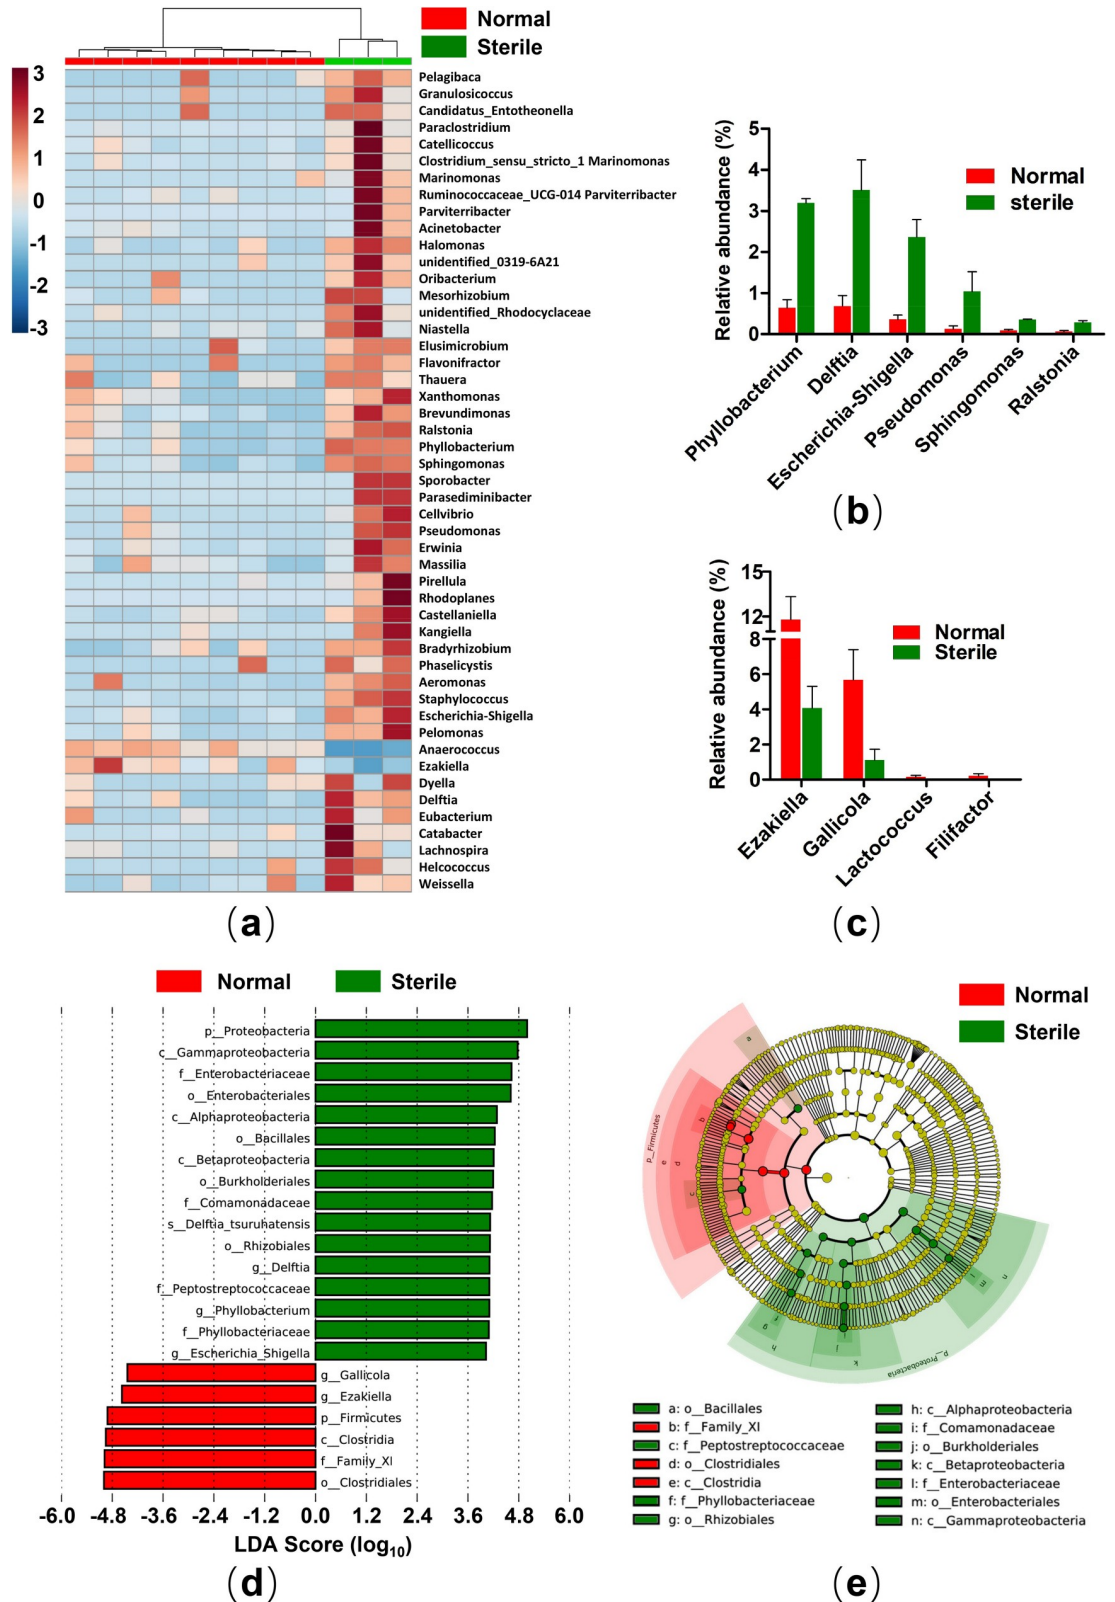 Normal
Sterile
3
2
1
0
-1
-2
-3
Pelagibaca
Granulosicoccus
Candidatus_Entotheonella
Paraclostridium
Catellicoccus
Clostridium_sensu_stricto_1 Marinomonas
Marinomonas
Ruminococcaceae_UCG-014 Parviterribacter
Parviterribacter
Acinetobacter
Halomonas
unidentified_0319-6A21
Oribacterium
Mesorhizobium
unidentified_Rhodocyclaceae
Niastella
Elusimicrobium
Flavonifractor
Thauera
Xanthomonas
Brevundimonas
Ralstonia
Phyllobacterium
Sphingomonas
Sporobacter
Parasediminibacter
Cellvibrio
Pseudomonas
Erwinia
Massilia
Pirellula
Rhodoplanes
Castellaniella
Kangiella
Bradyrhizobium
Phaselicystis
Aeromonas
Staphylococcus
Escherichia-Shigella
Pelomonas
Anaerococcus
Ezakiella
Dyella
Delftia
Eubacterium
Catabacter
Lachnospira
Helcococcus
Weissella
(a)
Relative abundance (%)
5
4
3
2
1
0
Normal
sterile
Phyllobacterium
Delftia
Escherichia-Shigella
Pseudomonas
Sphingomonas
Ralstonia
(b)
Relative abundance (%)
15
12
8
6
4
2
0
Normal
Sterile
Ezakiella
Gallicola
Lactococcus
Filifactor
(c)
Normal
Sterile
p__Proteobacteria
c__Gammaproteobacteria
f__Enterobacteriaceae
o__Enterobacteriales
c__Alphaproteobacteria
o__Bacillales
c__Betaproteobacteria
o__Burkholderiales
f__Comamonadaceae
s__Delftia_tsuruhatensis
o__Rhizobiales
g__Delftia
f__Peptostreptococcaceae
g__Phyllobacterium
f__Phyllobacteriaceae
g__Escherichia_Shigella
g__Gallicola
g__Ezakiella
p__Firmicutes
c__Clostridia
f__Family_XI
o__Clostridiales
-6.0 -4.8 -3.6 -2.4 -1.2 0.0 1.2 2.4 3.6 4.8 6.0
LDA Score (log10)
(d)
Normal
Sterile
a
b
p__Firmicutes
e
d
c
n
m
l
f
g
h
i
j
k
p__Proteobacteria
a: o__Bacillales
b: f__Family_XI
c: f__Peptostreptococcaceae
d: o__Clostridiales
e: c__Clostridia
f: f__Phyllobacteriaceae
g: o__Rhizobiales
h: c__Alphaproteobacteria
i: f__Comamonadaceae
j: o__Burkholderiales
k: c__Betaproteobacteria
l: f__Enterobacteriaceae
m: o__Enterobacteriales
n: c__Gammaproteobacteria
(e)